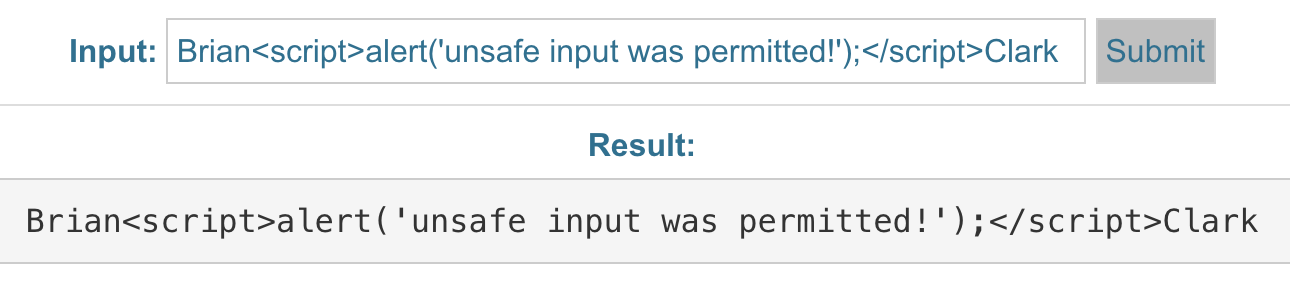 Input: Brian<script>alert('unsafe input was permitted!');</script>Clark Submit
Result:
Brian<script>alert('unsafe input was permitted!');</script>Clark